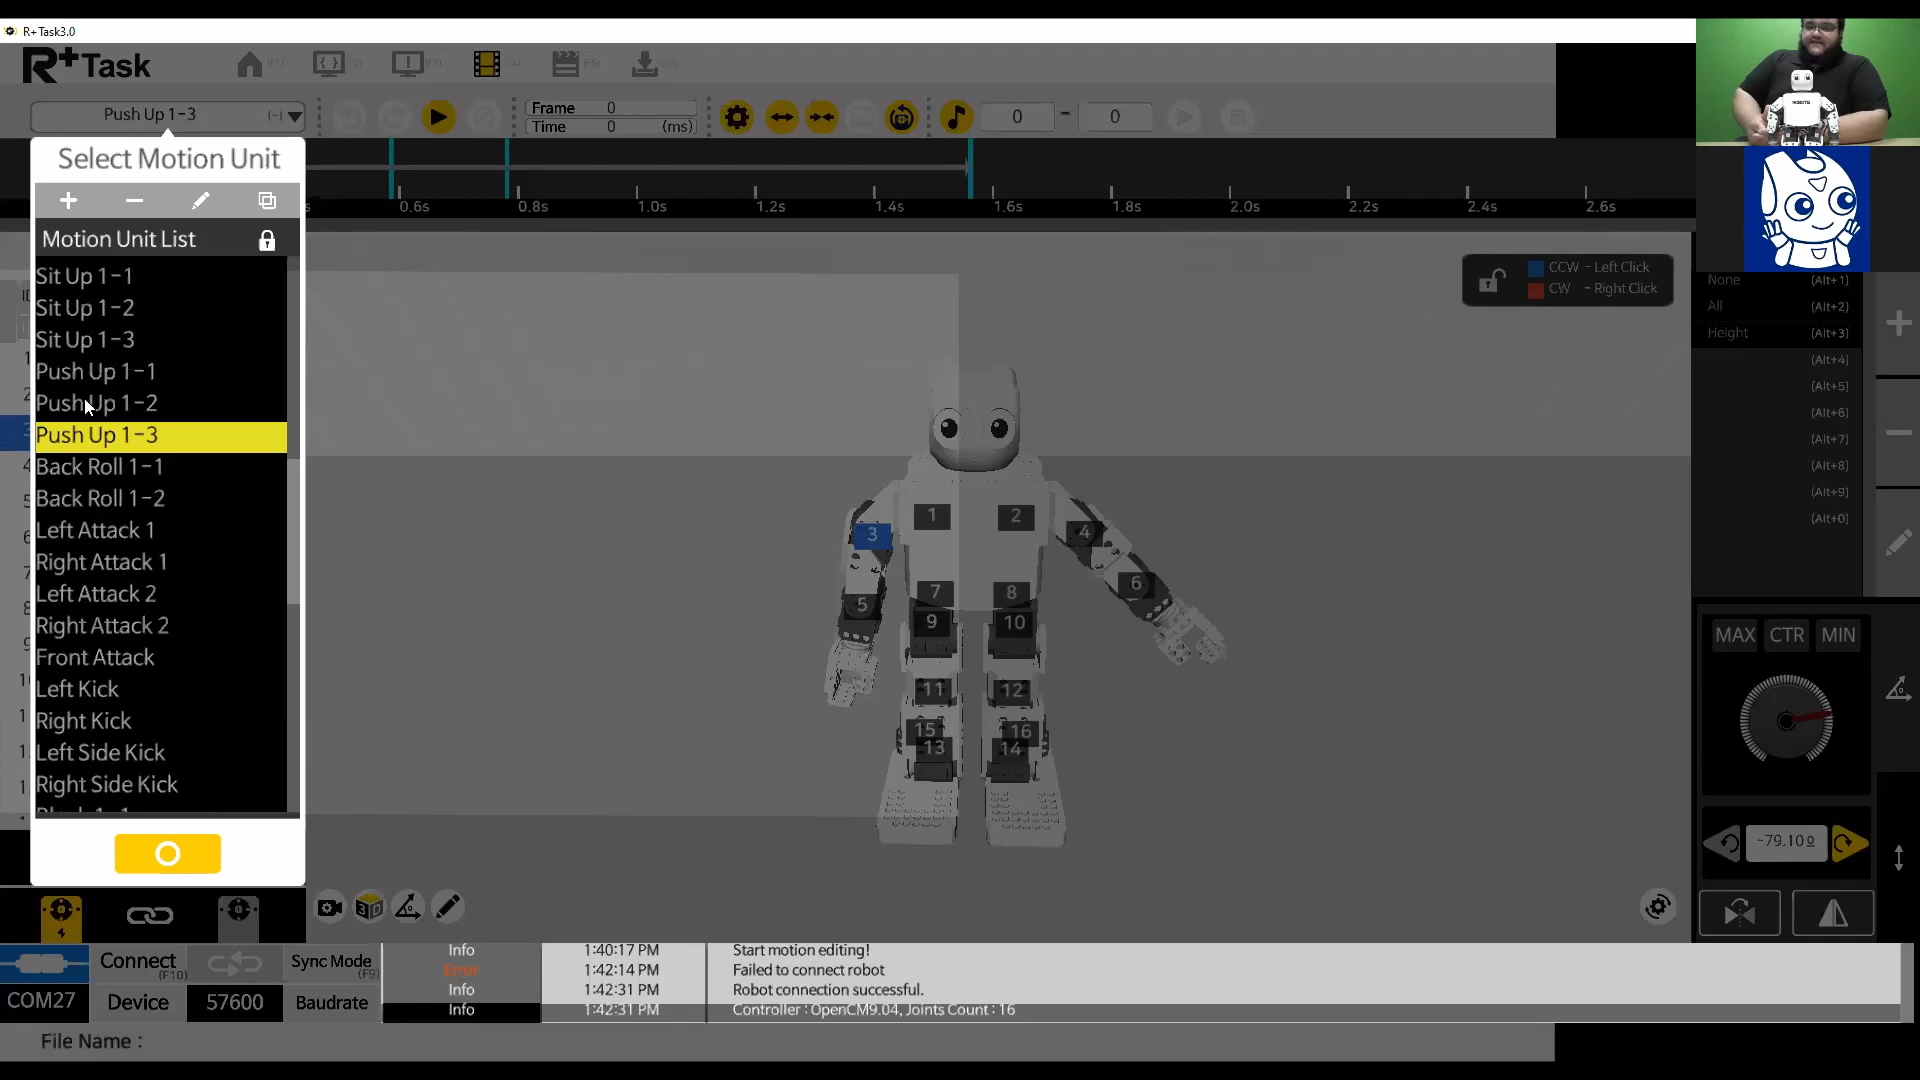 R+Task3.0
R+Task
(F1)
Push Up 1-3
Frame 0
Time 0 (ms)
0 - 0
Select Motion Unit
0.6s 0.8s 1.0s 1.2s 1.4s 1.6s 1.8s 2.0s 2.2s 2.4s 2.6s
Motion Unit List
Sit Up 1-1
Sit Up 1-2
Sit Up 1-3
Push Up 1-1
Push Up 1-2
Push Up 1-3
Back Roll 1-1
Back Roll 1-2
Left Attack 1
Right Attack 1
Left Attack 2
Right Attack 2
Front Attack
Left Kick
Right Kick
Left Side Kick
Right Side Kick
CCW - Left Click
CW - Right Click
None (Alt+1)
All (Alt+2)
Height (Alt+3)
(Alt+4)
(Alt+5)
(Alt+6)
(Alt+7)
(Alt+8)
(Alt+9)
(Alt+0)
1 2
3 4
5 6
7 8
9 10
11 12
15 16
13 14
MAX CTR MIN
-79.10º
3D
Connect (F10)
Sync Mode (F9)
COM27 Device 57600 Baudrate
Info 1:40:17 PM Start motion editing!
Error 1:42:14 PM Failed to connect robot
Info 1:42:31 PM Robot connection successful.
Info 1:42:31 PM Controller : OpenCM9.04, Joints Count : 16
File Name :